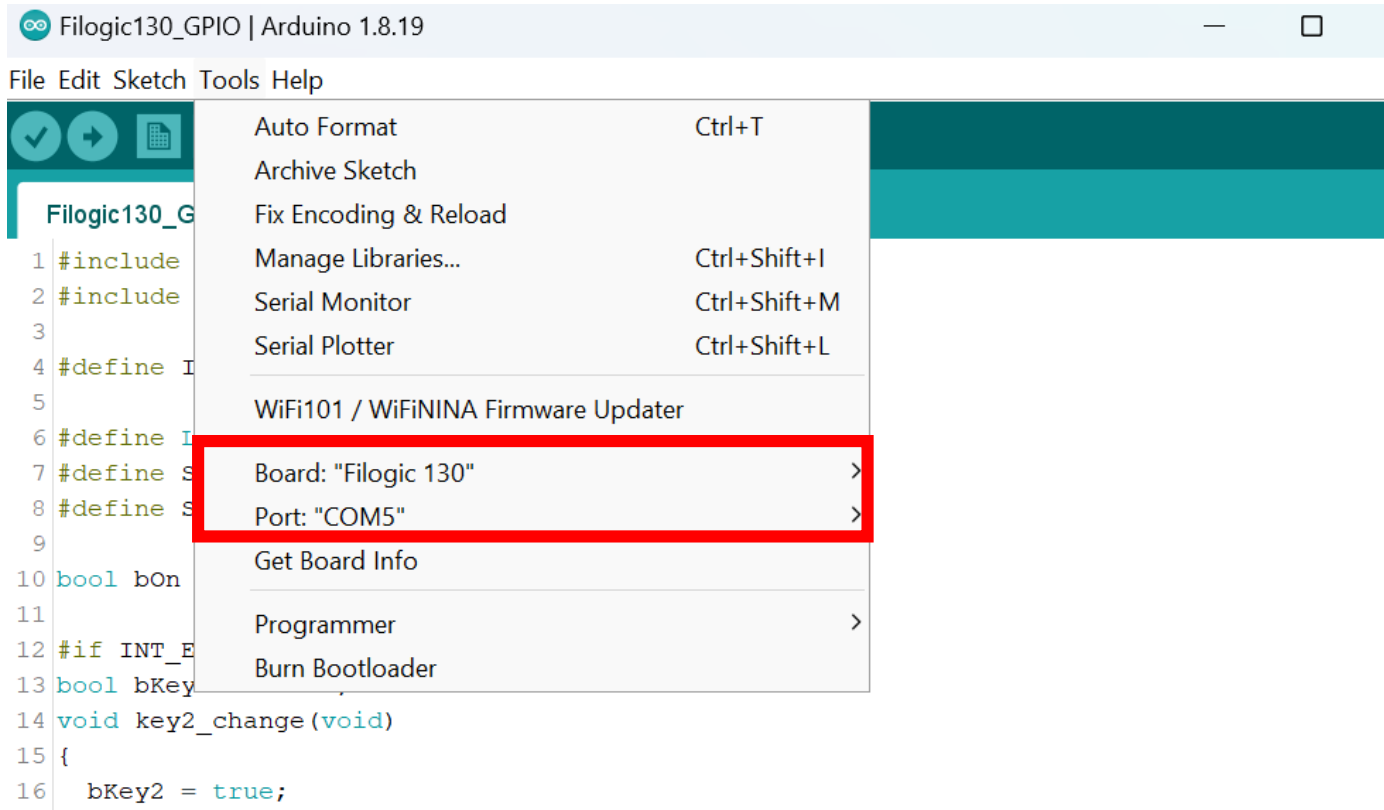 Filogic130_GPIO | Arduino 1.8.19
File Edit Sketch Tools Help
Auto Format Ctrl+T
Archive Sketch
Fix Encoding & Reload
Manage Libraries... Ctrl+Shift+I
Serial Monitor Ctrl+Shift+M
Serial Plotter Ctrl+Shift+L
WiFi101 / WiFiNINA Firmware Updater
Board: "Filogic 130"
Port: "COM5"
Get Board Info
Programmer
Burn Bootloader
Filogic130_G
1 #include
2 #include
3
4 #define I
5
6 #define I
7 #define S
8 #define S
9
10 bool bOn
11
12 #if INT_E
13 bool bKey
14 void key2_change(void)
15 {
16 bKey2 = true;